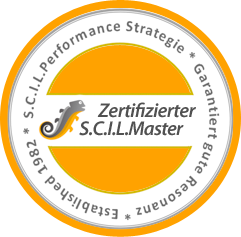 S.C.I.L.Performance Strategie * Garantiert gute Resonanz * Established 1982 *
Zertifizierter
S.C.I.L.Master